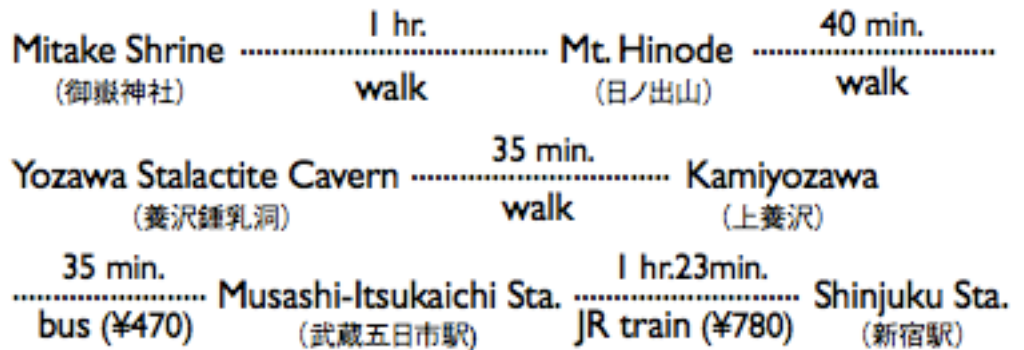 1 hr. 40 min.
Mitake Shrine Mt. Hinode
(御嶽神社) walk (日ノ出山) walk
35 min.
Yozawa Stalactite Cavern Kamiyozawa
(養沢鍾乳洞) walk (上養沢)
35 min. 1 hr.23min.
Musashi-Itsukaichi Sta. Shinjuku Sta.
bus (¥470) (武蔵五日市駅) JR train (¥780) (新宿駅)